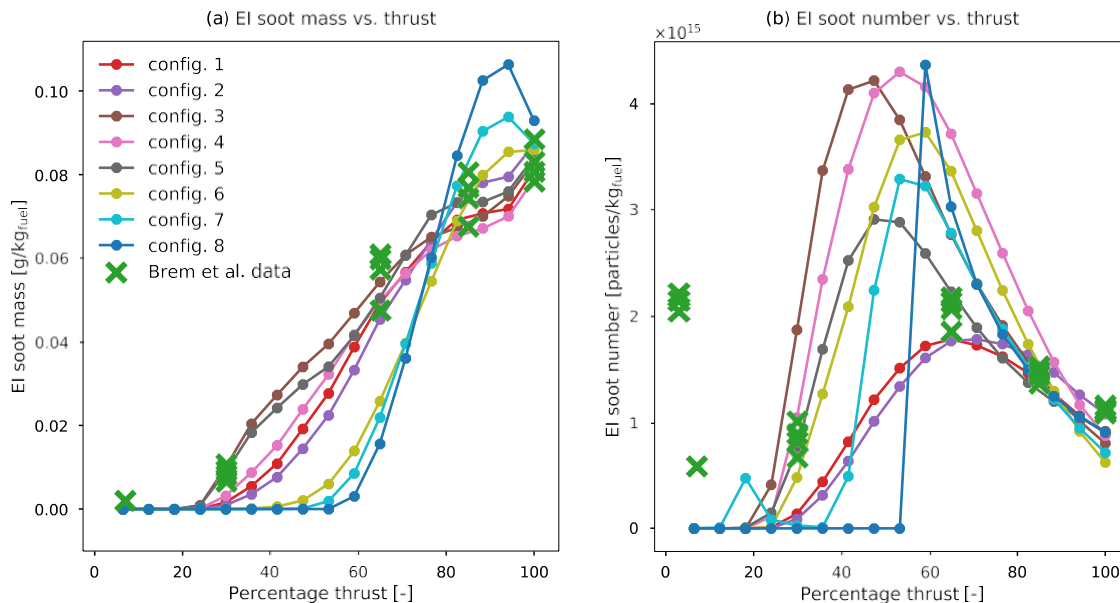 (a) EI soot mass vs. thrust
EI soot mass [g/kgfuel]
0.10
0.08
0.06
0.04
0.02
0.00
config. 1
config. 2
config. 3
config. 4
config. 5
config. 6
config. 7
config. 8
Brem et al. data
0
20
40
60
80
100
Percentage thrust [-]
(b) EI soot number vs. thrust
×10¹⁵
EI soot number [particles/kgfuel]
4
3
2
1
0
0
20
40
60
80
100
Percentage thrust [-]